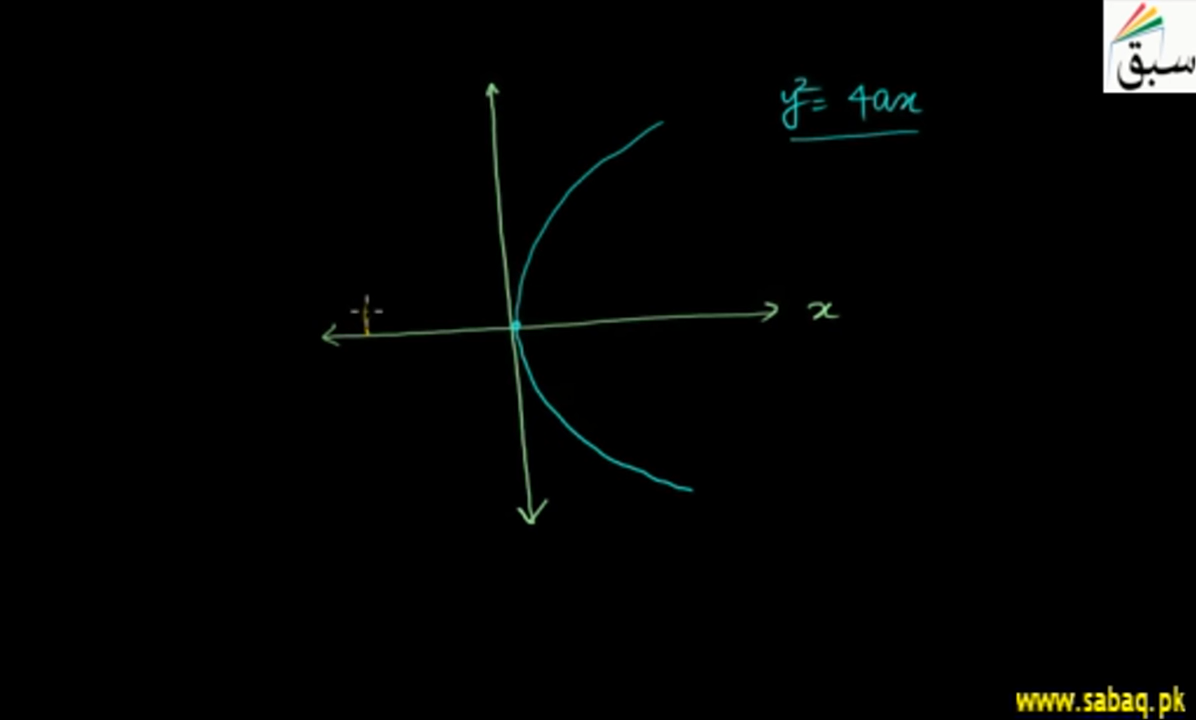 سبق
y² = 4ax
x
www.sabaq.pk